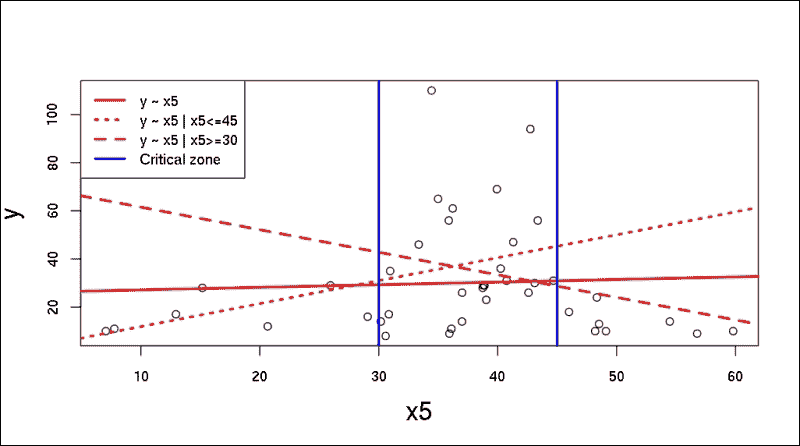 y ~ x5
y ~ x5 | x5<=45
y ~ x5 | x5>=30
Critical zone
y
100
80
60
40
20
10 20 30 40 50 60
x5